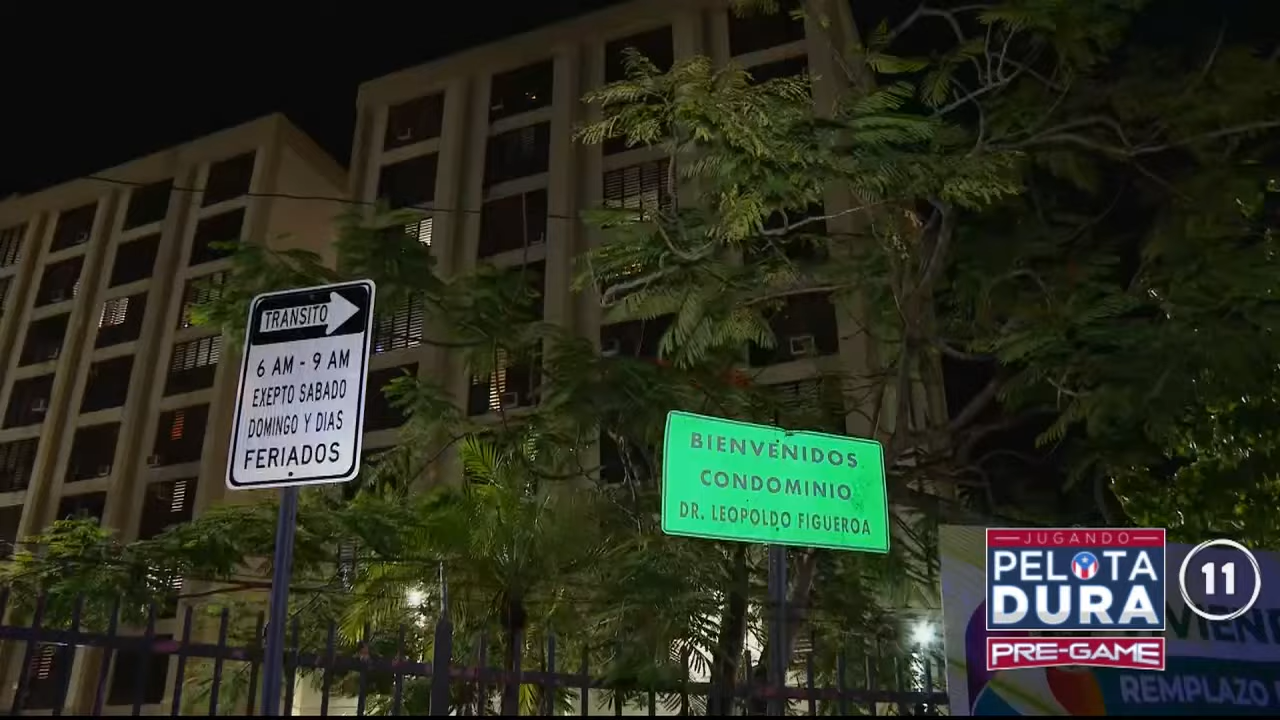 TRANSITO
6 AM - 9 AM
EXEPTO SABADO
DOMINGO Y DIAS
FERIADOS
BIENVENIDOS
CONDOMINIO
DR. LEOPOLDO FIGUEROA
JUGANDO
PELOTA
DURA
PRE-GAME
11
REMPLAZO